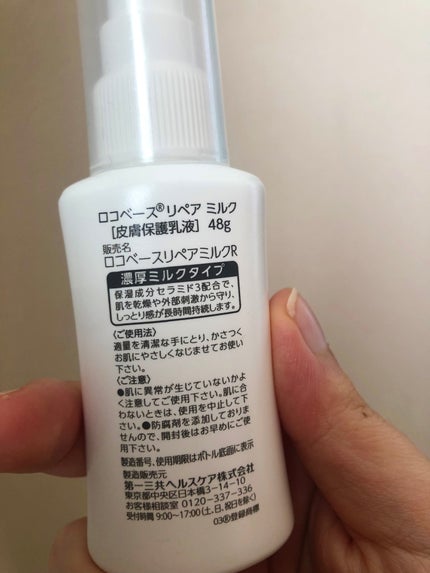 ロコベース®リペア ミルク
[皮膚保護乳液] 48g
販売名
ロコベースリペアミルクR
濃厚ミルクタイプ
保湿成分セラミド3配合で、
肌を乾燥や外部刺激から守り、
しっとり感が長時間持続します。
〈ご使用法〉
適量を清潔な手にとり、かさつく
お肌にやさしくなじませてお使い
下さい。
〈ご注意〉
●肌に異常が生じていないかよ
く注意してご使用下さい。肌に合
わないときは、使用を中止して下
さい。●防腐剤を添加しておりま
せんので、開封後はお早めにご使
用下さい。
製造番号、使用期限はボトル底面に表示
製造販売元
第一三共ヘルスケア株式会社
東京都中央区日本橋3-14-10
お客様相談室 0120-337-336
受付時間 9:00~17:00(土、日、祝日を除く)
03®登録商標